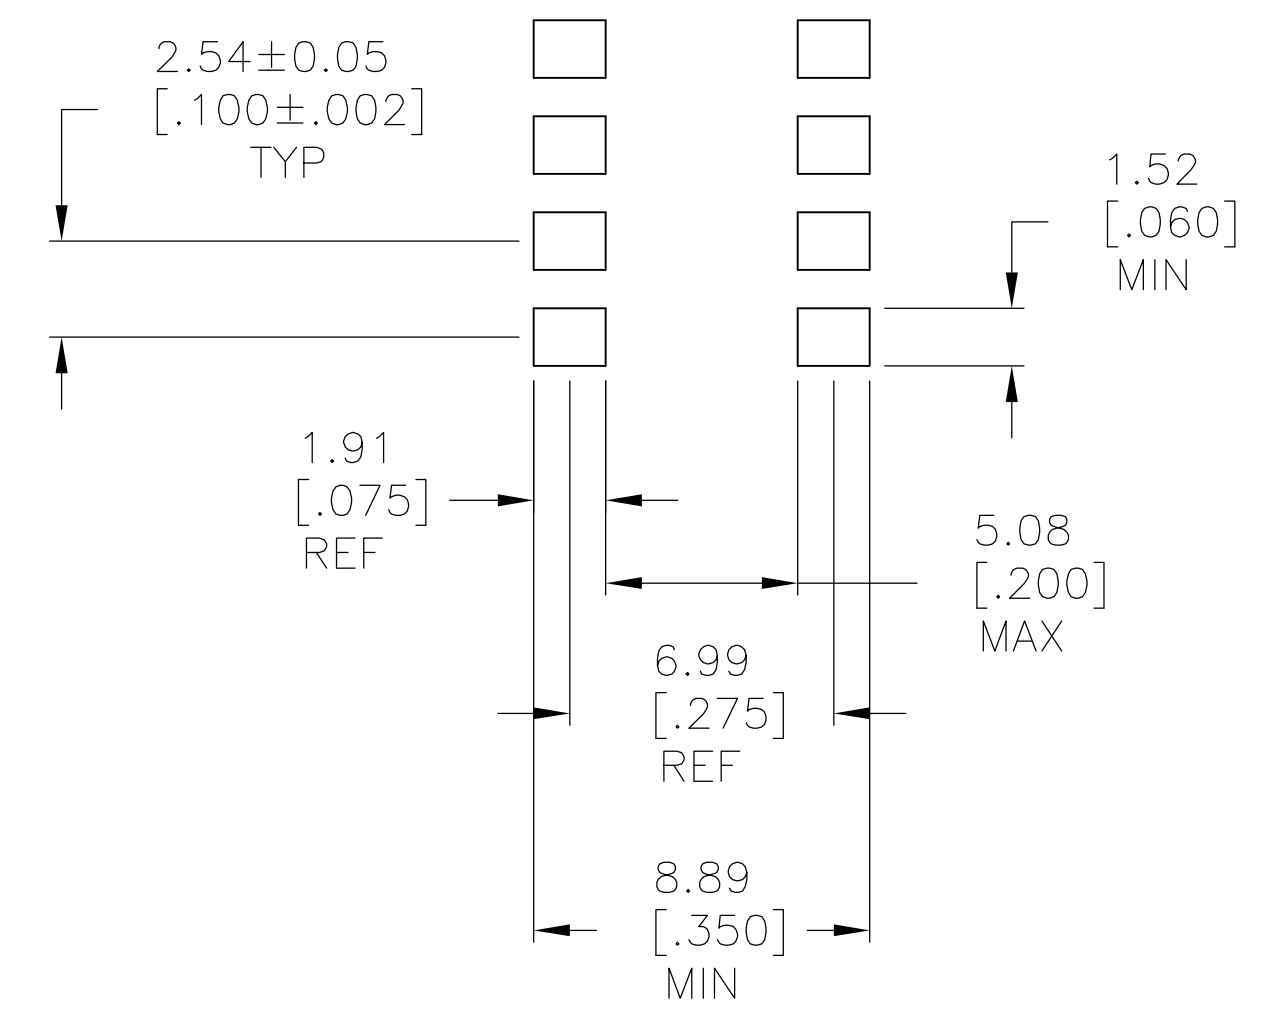 2.54±0.05
[.100±.002]
TYP
1.52
[.060]
MIN
1.91
[.075]
REF
5.08
[.200]
MAX
6.99
[.275]
REF
8.89
[.350]
MIN